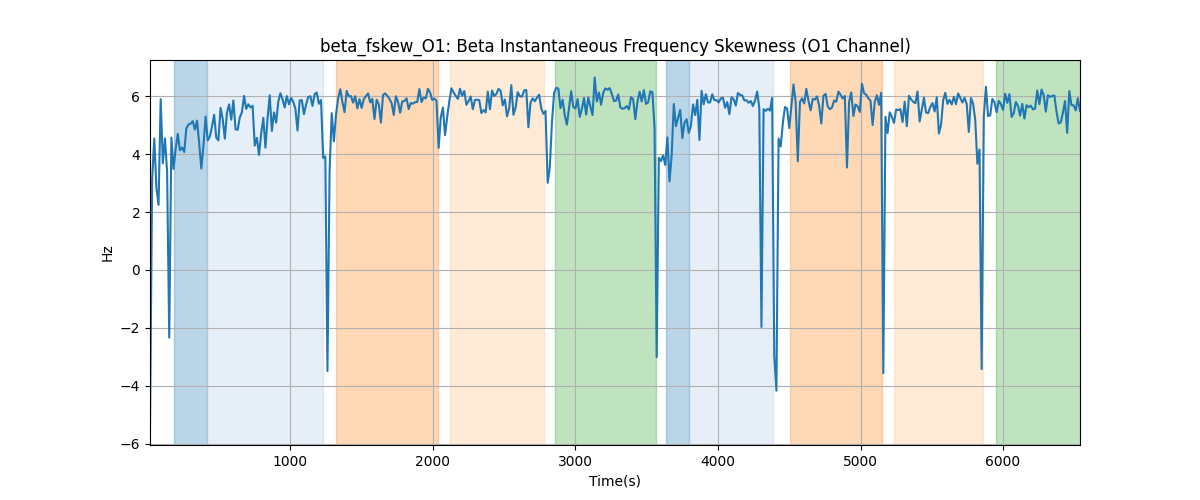 beta_fskew_O1: Beta Instantaneous Frequency Skewness (O1 Channel)
6
4
2
0
−2
−4
−6
Hz
1000 2000 3000 4000 5000 6000
Time(s)